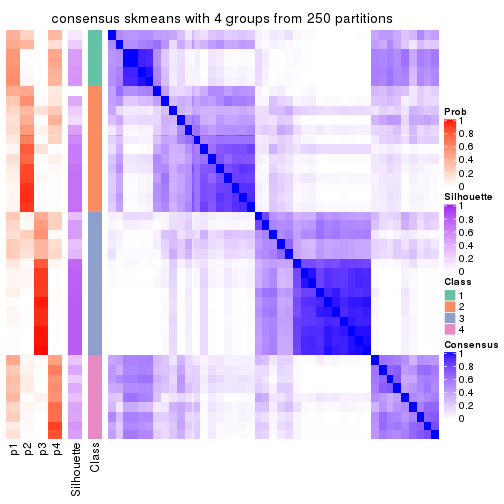 consensus skmeans with 4 groups from 250 partitions
Prob
1
0.8
0.6
0.4
0.2
0
Silhouette
1
0.8
0.6
0.4
0.2
0
Class
1
2
3
4
Consensus
1
0.8
0.6
0.4
0.2
0
p1
p2
p3
p4
Silhouette
Class